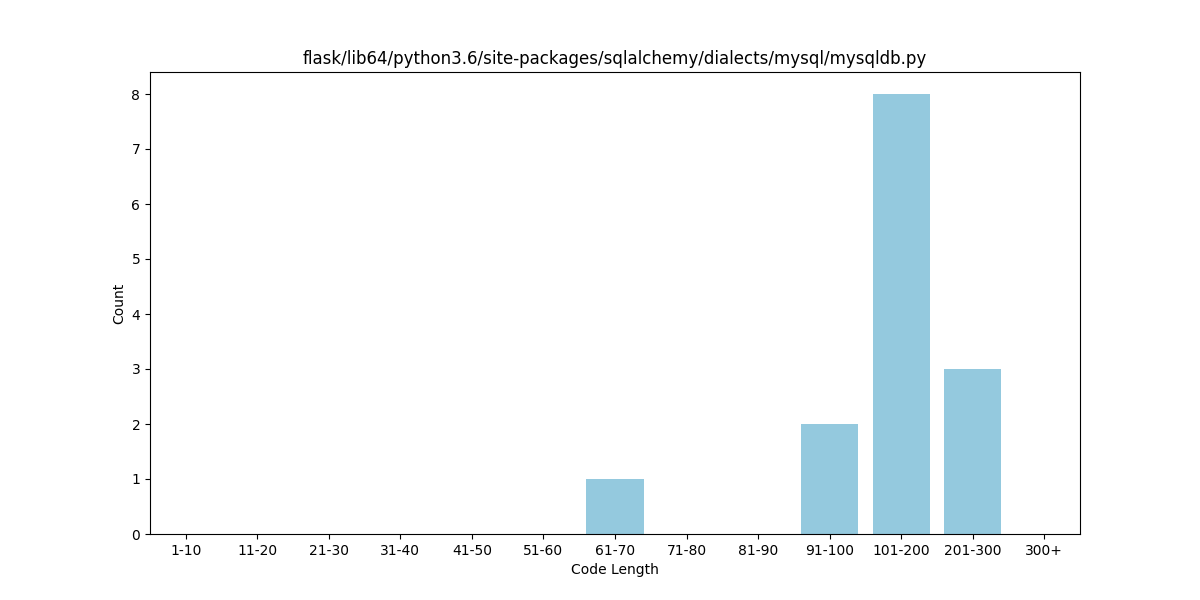 flask/lib64/python3.6/site-packages/sqlalchemy/dialects/mysql/mysqldb.py
8
7
6
5
4
3
2
1
0
Count
1-10 11-20 21-30 31-40 41-50 51-60 61-70 71-80 81-90 91-100 101-200 201-300 300+
Code Length